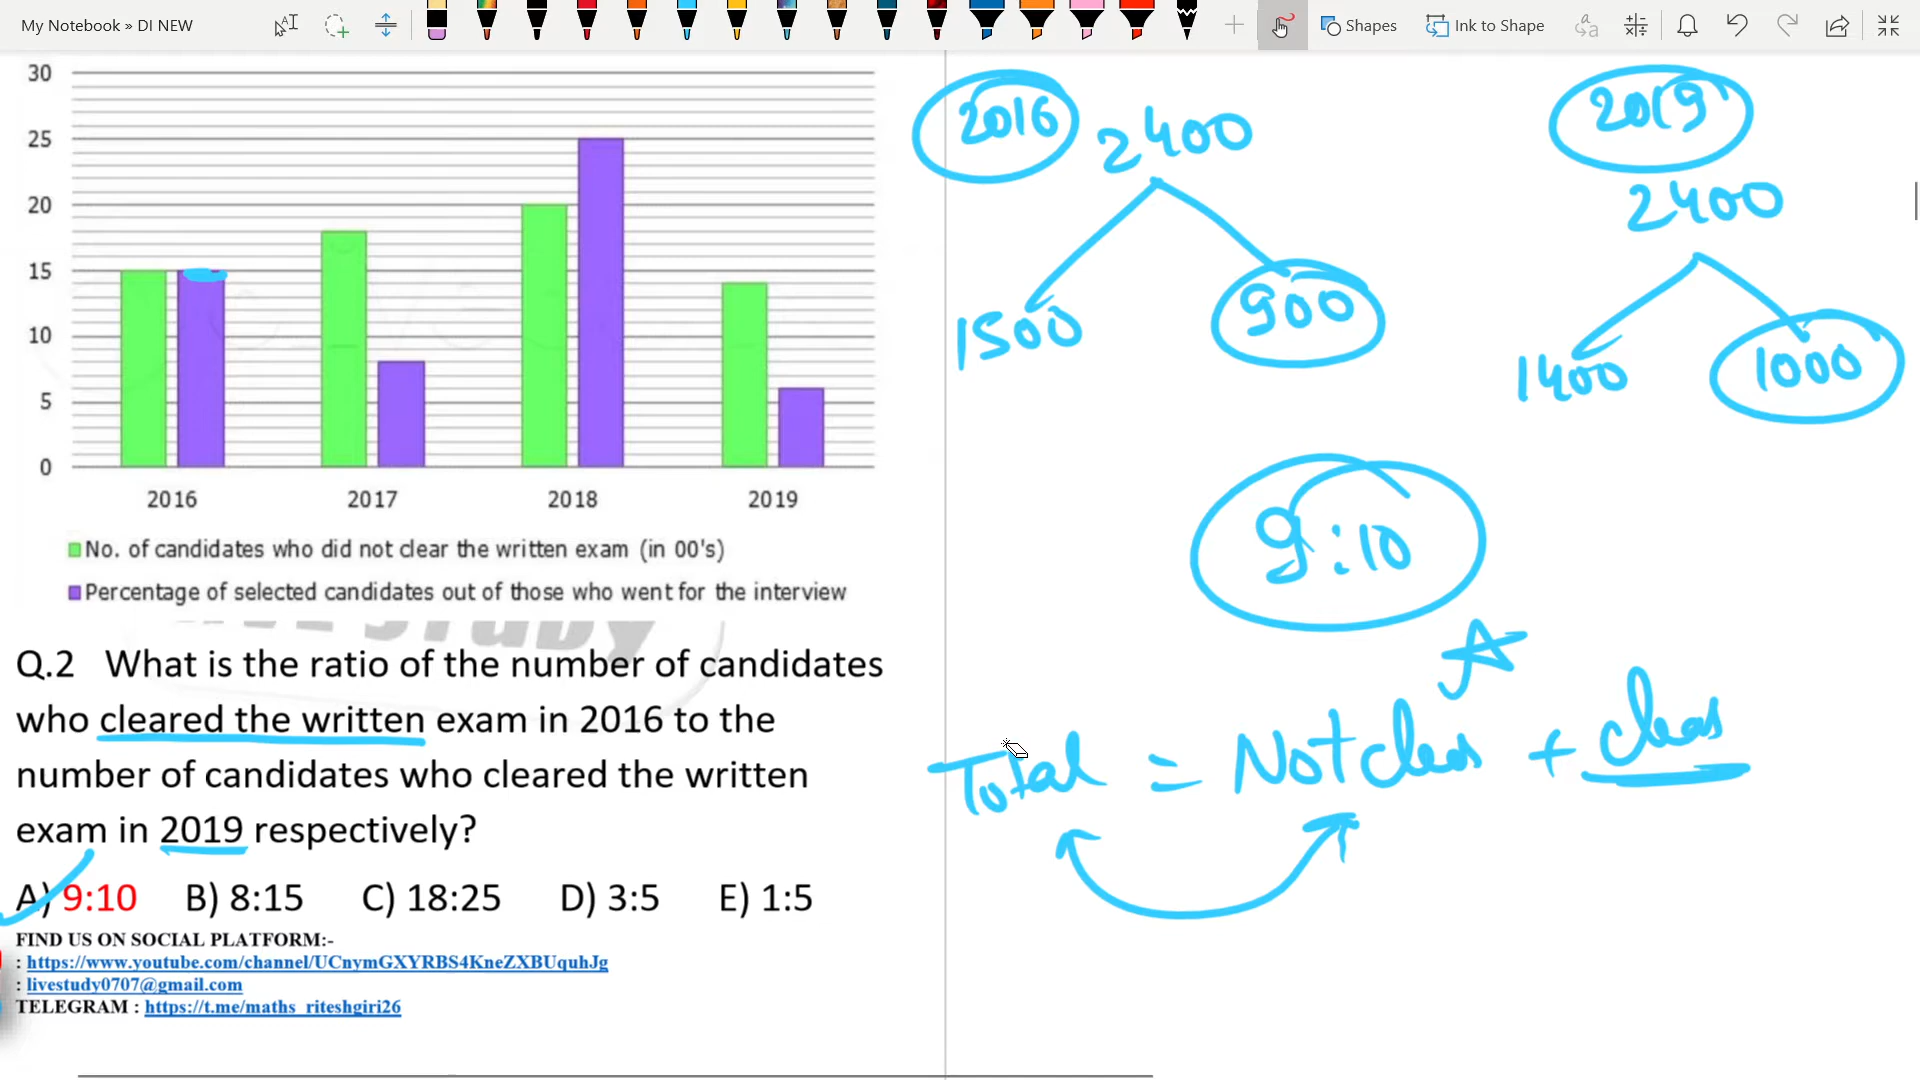 My Notebook » DI NEW
Shapes
Ink to Shape
30
25
20
15
10
5
0
2016 2017 2018 2019
No. of candidates who did not clear the written exam (in 00's)
Percentage of selected candidates out of those who went for the interview
Q.2 What is the ratio of the number of candidates
who cleared the written exam in 2016 to the
number of candidates who cleared the written
exam in 2019 respectively?
A) 9:10 B) 8:15 C) 18:25 D) 3:5 E) 1:5
FIND US ON SOCIAL PLATFORM:-
: https://www.youtube.com/channel/UCnymGXYRBS4KneZXBUquhJg
: livestudy0707@gmail.com
TELEGRAM : https://t.me/maths_riteshgiri26
2016 2400
1500 900
2019
2400
1400 1000
9:10
A
Total = Not clear + clear